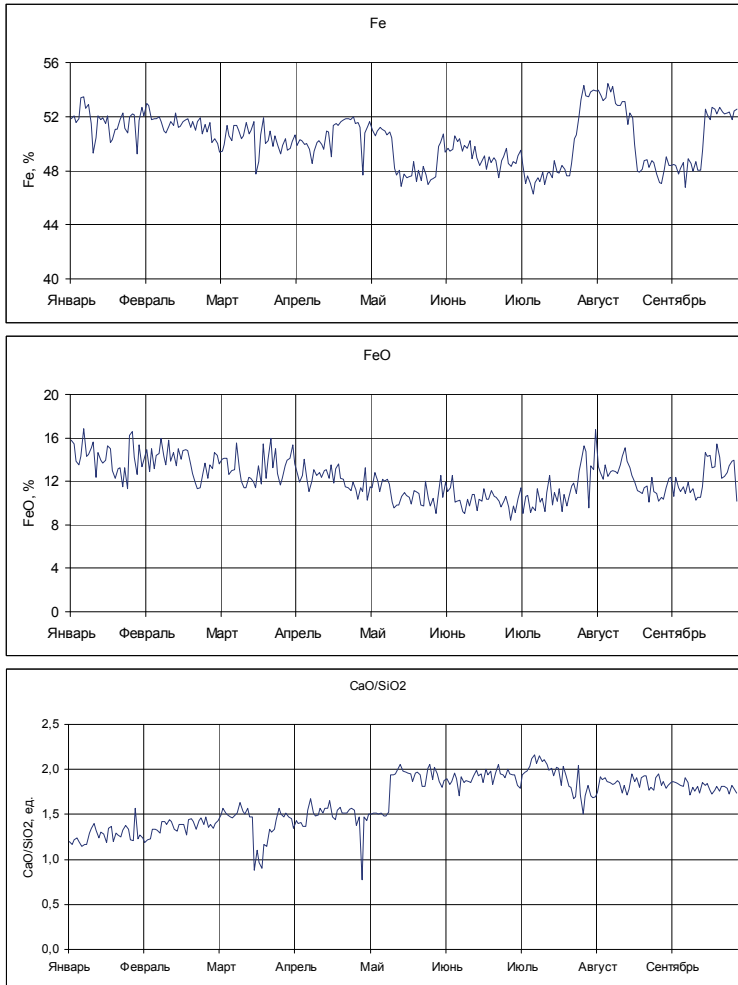 Fe
56
52
48
44
40
Fe, %
Январь Февраль Март Апрель Май Июнь Июль Август Сентябрь
FeO
20
16
12
8
4
0
FeO, %
Январь Февраль Март Апрель Май Июнь Июль Август Сентябрь
CaO/SiO2
2,5
2,0
1,5
1,0
0,5
0,0
CaO/SiO2, ед.
Январь Февраль Март Апрель Май Июнь Июль Август Сентябрь